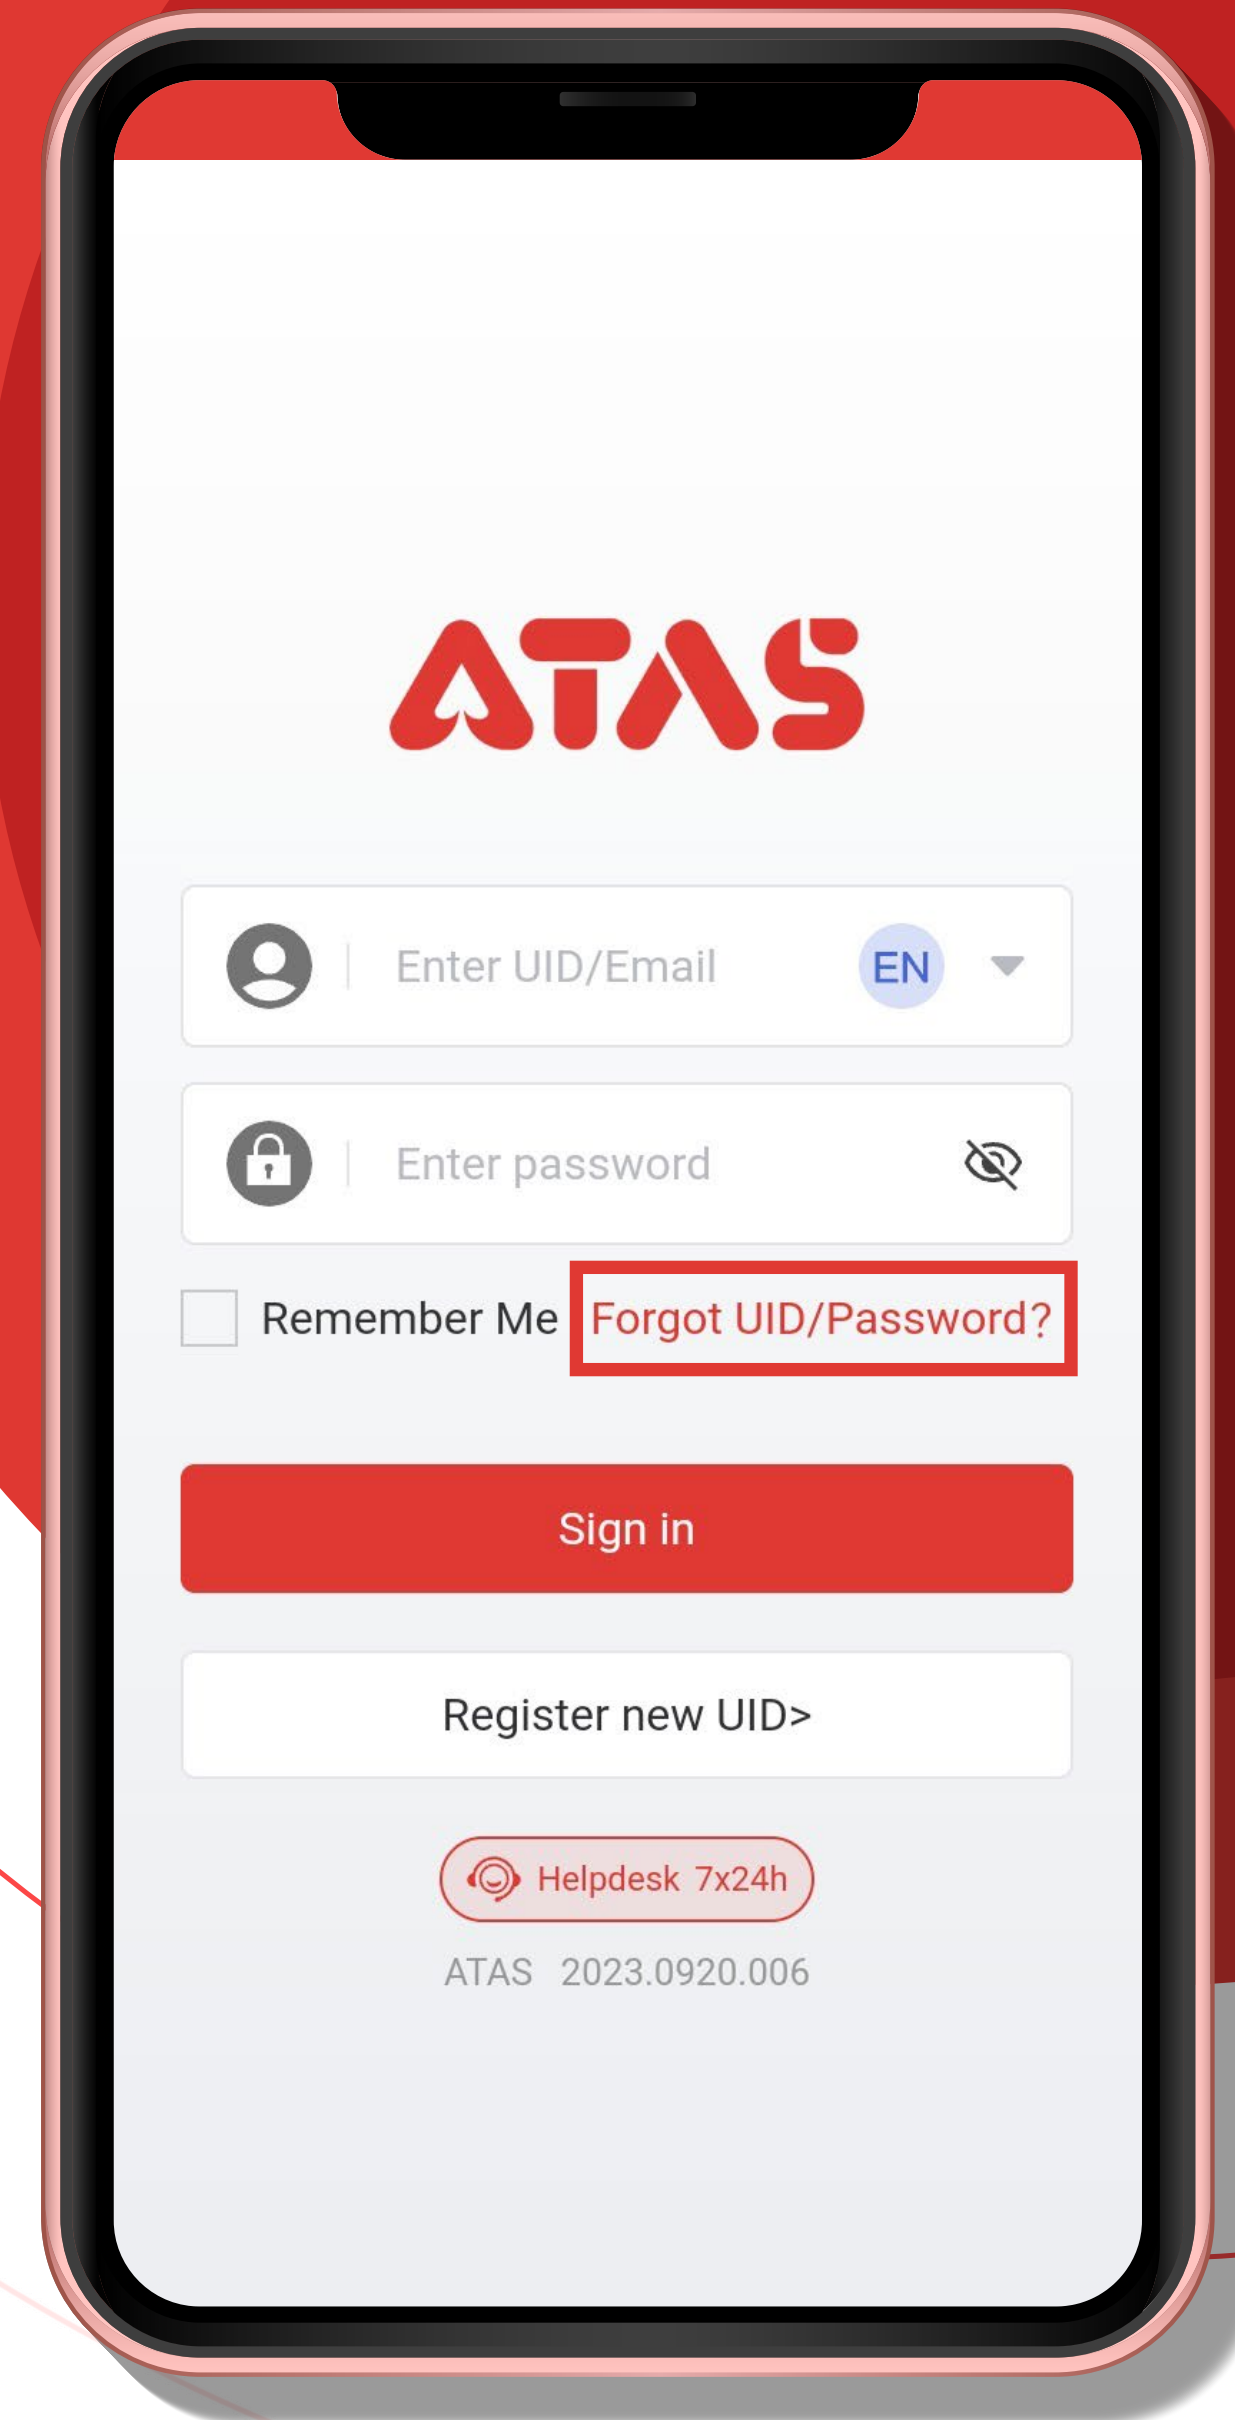 ATAS
Enter UID/Email EN
Enter password
Remember Me Forgot UID/Password?
Sign in
Register new UID>
Helpdesk 7x24h
ATAS 2023.0920.006